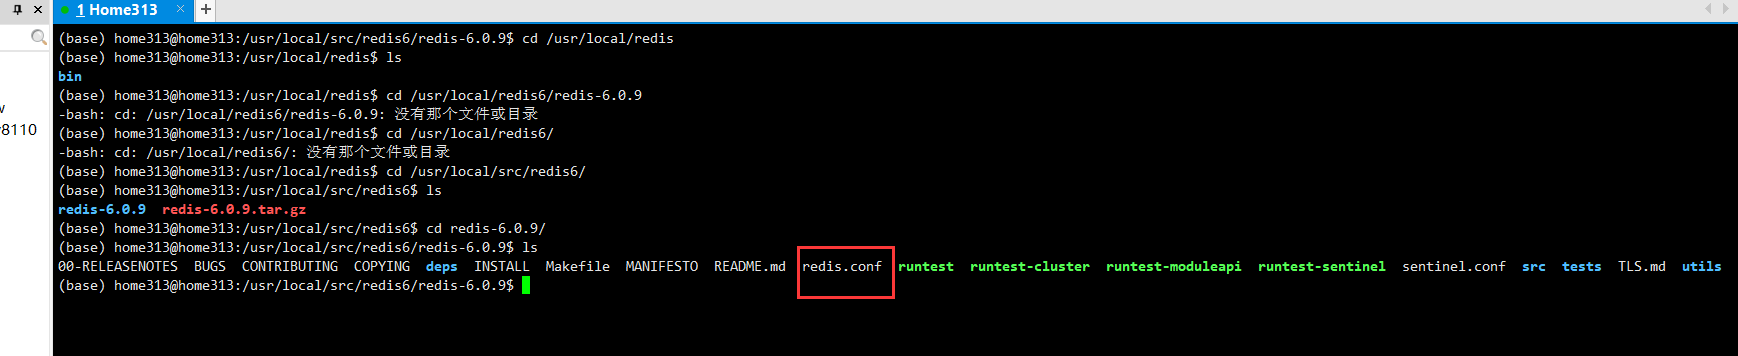 1 Home313
(base) home313@home313:/usr/local/src/redis6/redis-6.0.9$ cd /usr/local/redis
(base) home313@home313:/usr/local/redis$ ls
bin
(base) home313@home313:/usr/local/redis$ cd /usr/local/redis6/redis-6.0.9
-bash: cd: /usr/local/redis6/redis-6.0.9: 没有那个文件或目录
(base) home313@home313:/usr/local/redis$ cd /usr/local/redis6/
-bash: cd: /usr/local/redis6/: 没有那个文件或目录
(base) home313@home313:/usr/local/redis$ cd /usr/local/src/redis6/
(base) home313@home313:/usr/local/src/redis6$ ls
redis-6.0.9 redis-6.0.9.tar.gz
(base) home313@home313:/usr/local/src/redis6$ cd redis-6.0.9/
(base) home313@home313:/usr/local/src/redis6/redis-6.0.9$ ls
00-RELEASENOTES BUGS CONTRIBUTING COPYING deps INSTALL Makefile MANIFESTO README.md redis.conf runtest runtest-cluster runtest-moduleapi runtest-sentinel sentinel.conf src tests TLS.md utils
(base) home313@home313:/usr/local/src/redis6/redis-6.0.9$
8110